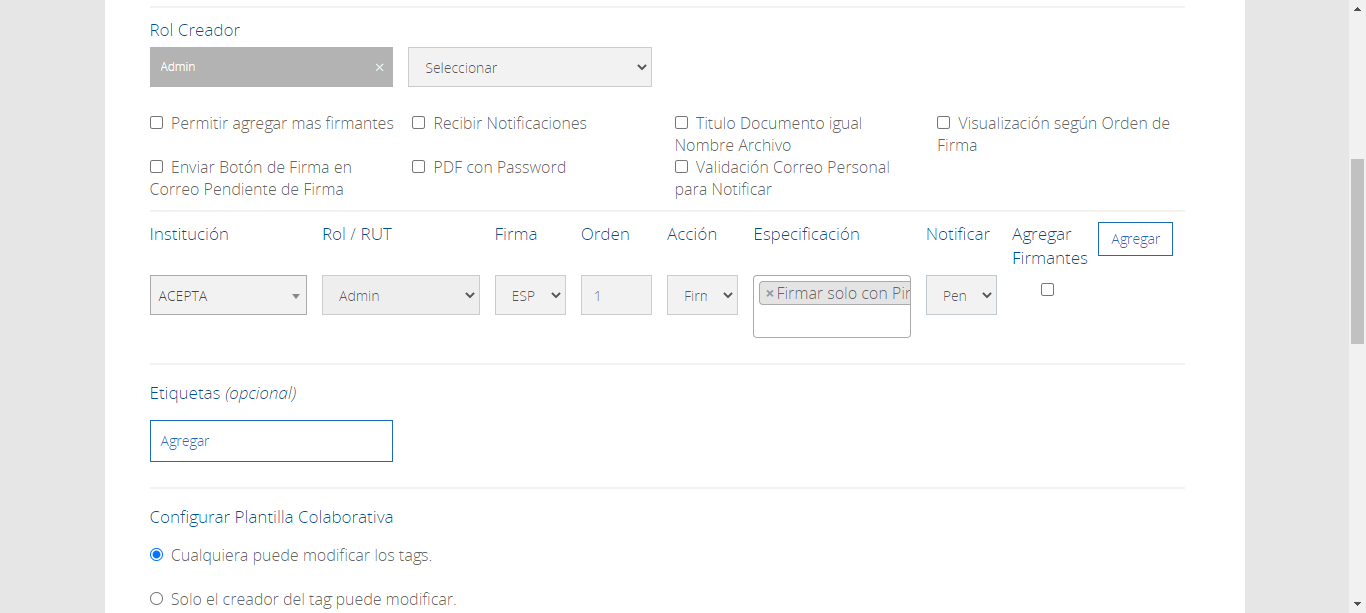 Rol Creador
Admin × Seleccionar
Permitir agregar mas firmantes Recibir Notificaciones Titulo Documento igual Nombre Archivo Visualización según Orden de Firma
Enviar Botón de Firma en Correo Pendiente de Firma PDF con Password Validación Correo Personal para Notificar
Institución Rol / RUT Firma Orden Acción Especificación Notificar Agregar Firmantes Agregar
ACEPTA Admin ESP 1 Firn × Firmar solo con Pin Pen
Etiquetas (opcional)
Agregar
Configurar Plantilla Colaborativa
Cualquiera puede modificar los tags.
Solo el creador del tag puede modificar.